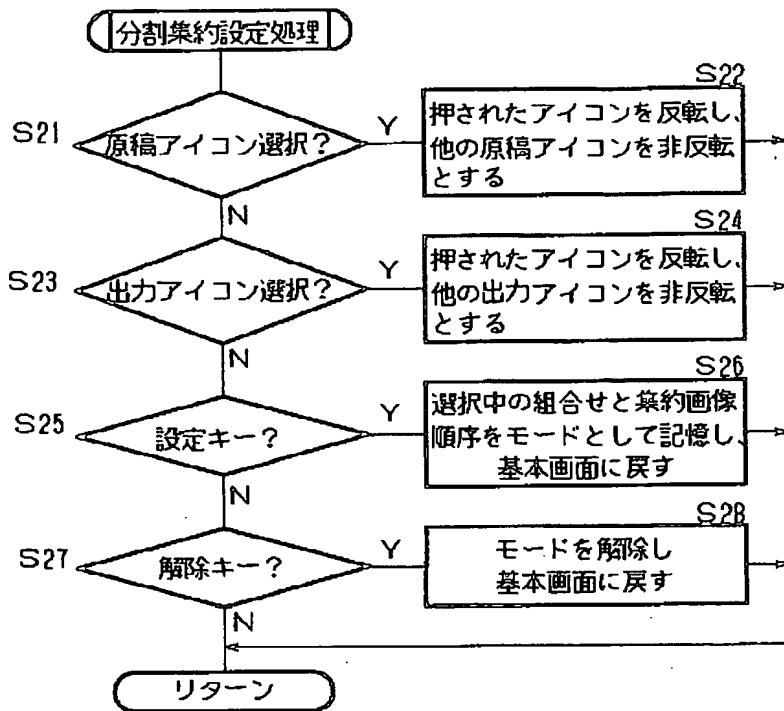 分割集約設定処理
S22
S21
原稿アイコン選択?
Y
押されたアイコンを反転し、
他の原稿アイコンを非反転
とする
N
S24
S23
出力アイコン選択?
Y
押されたアイコンを反転し、
他の出力アイコンを非反転
とする
N
S26
S25
設定キー?
Y
選択中の組合せと集約画像
順序をモードとして記憶し、
基本画面に戻す
N
S28
S27
解除キー?
Y
モードを解除し
基本画面に戻す
N
リターン